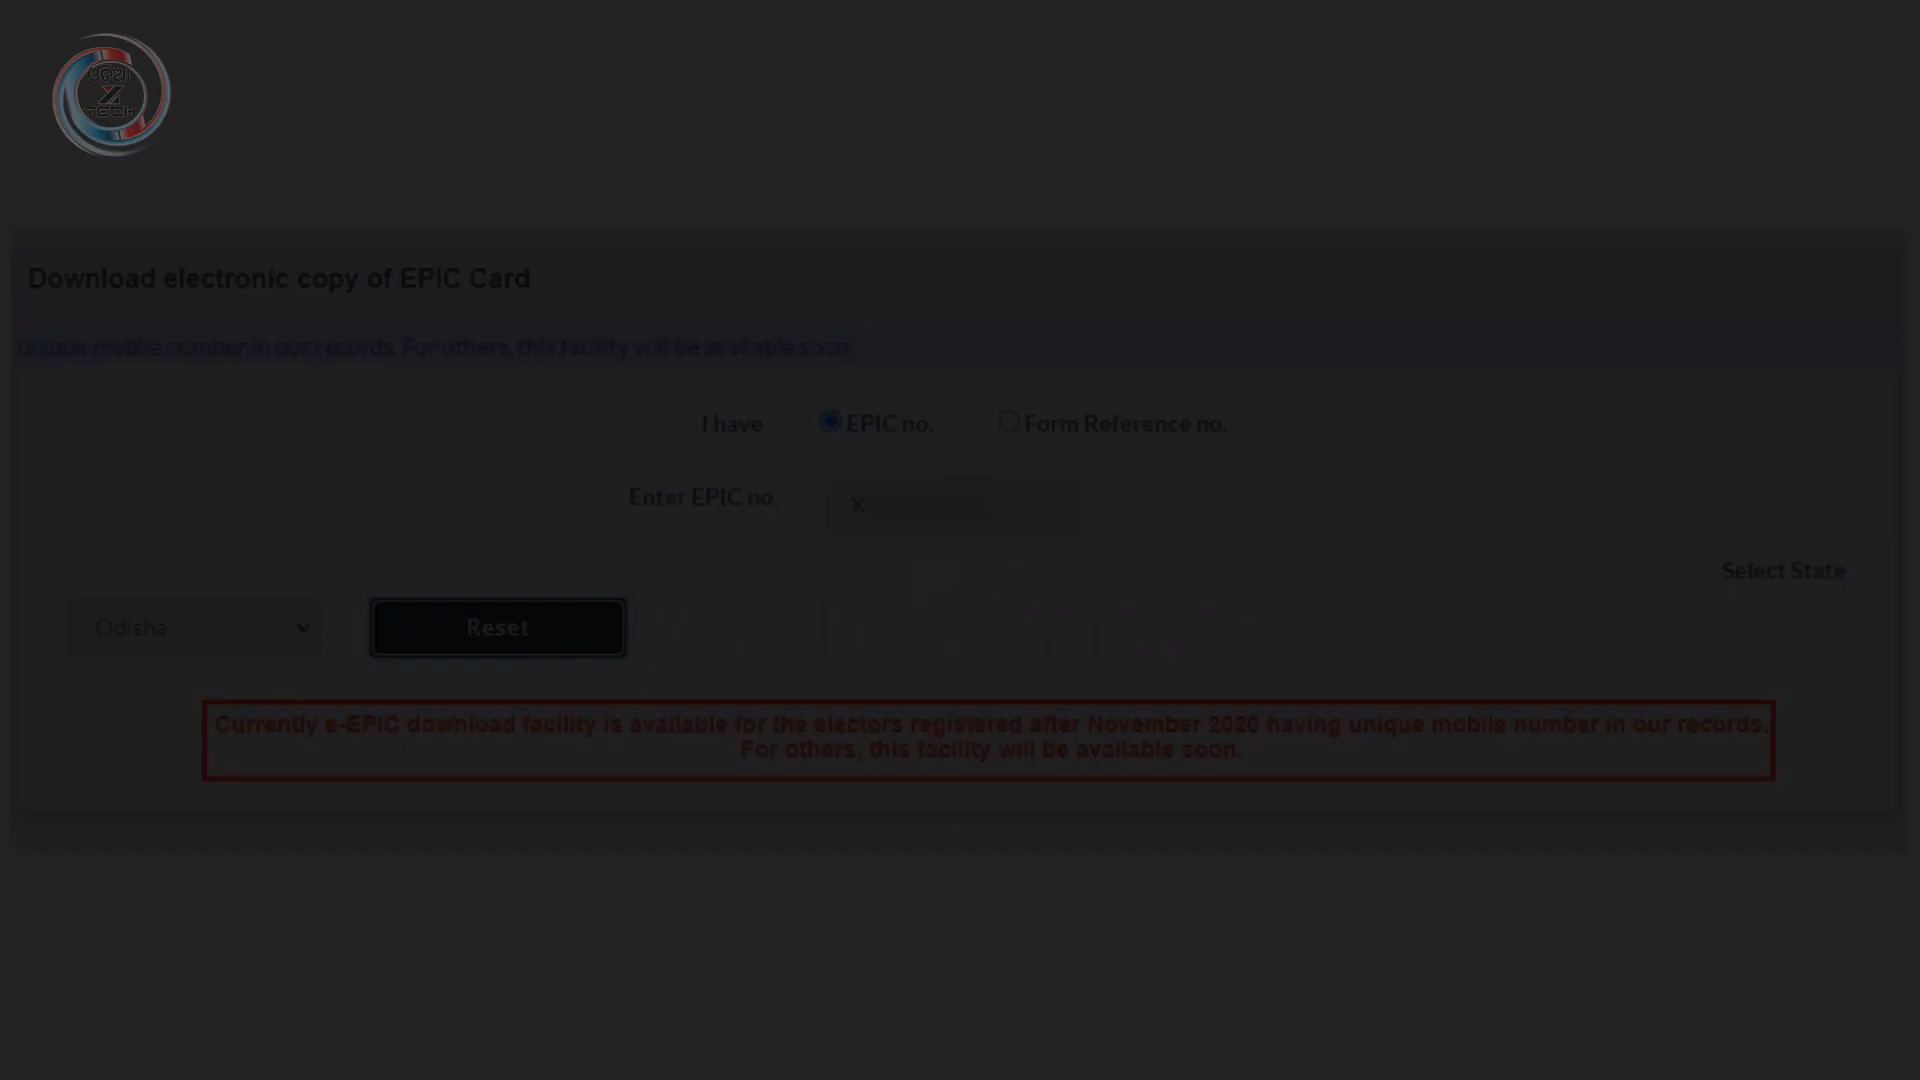 ଓଡ଼ିଆ
Z
TECH
Download electronic copy of EPIC Card
unique mobile number in our records. For others, this facility will be available soon.
I have EPIC no. Form Reference no.
Enter EPIC no. X
Select State
Odisha Reset
Currently e-EPIC download facility is available for the electors registered after November 2020 having unique mobile number in our records.
For others, this facility will be available soon.